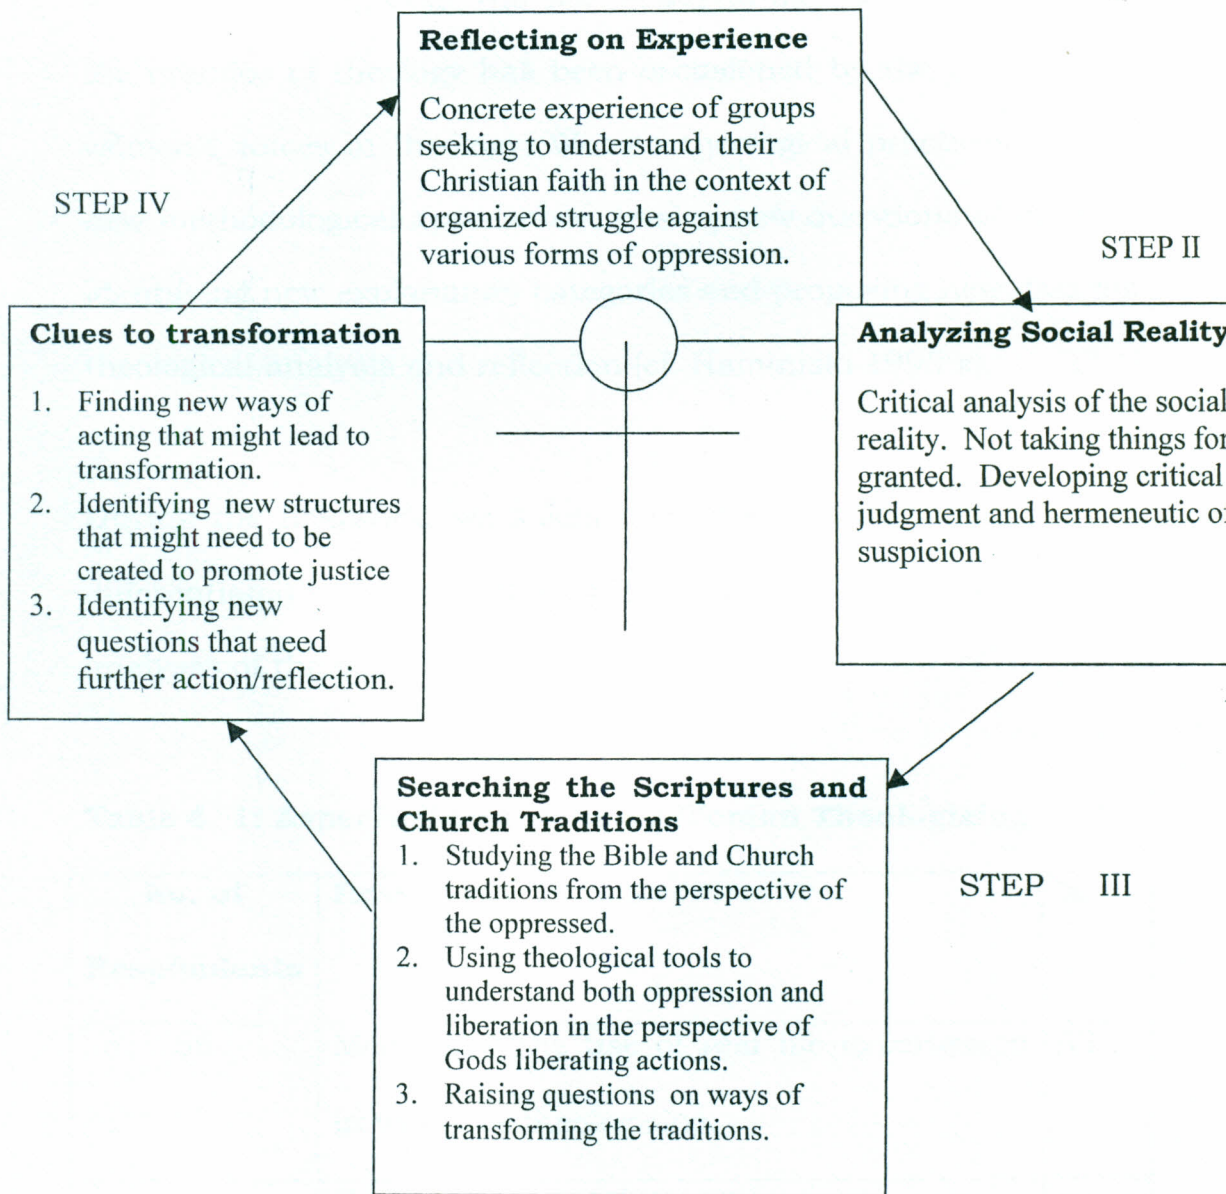 Reflecting on Experience
Concrete experience of groups
seeking to understand their
Christian faith in the context of
organized struggle against
various forms of oppression.
STEP IV
STEP II
Clues to transformation
1. Finding new ways of
acting that might lead to
transformation.
2. Identifying new structures
that might need to be
created to promote justice
3. Identifying new
questions that need
further action/reflection.
Analyzing Social Reality
Critical analysis of the social
reality. Not taking things for
granted. Developing critical
judgment and hermeneutic of
suspicion
Searching the Scriptures and
Church Traditions
1. Studying the Bible and Church
traditions from the perspective of
the oppressed.
2. Using theological tools to
understand both oppression and
liberation in the perspective of
Gods liberating actions.
3. Raising questions on ways of
transforming the traditions.
STEP III